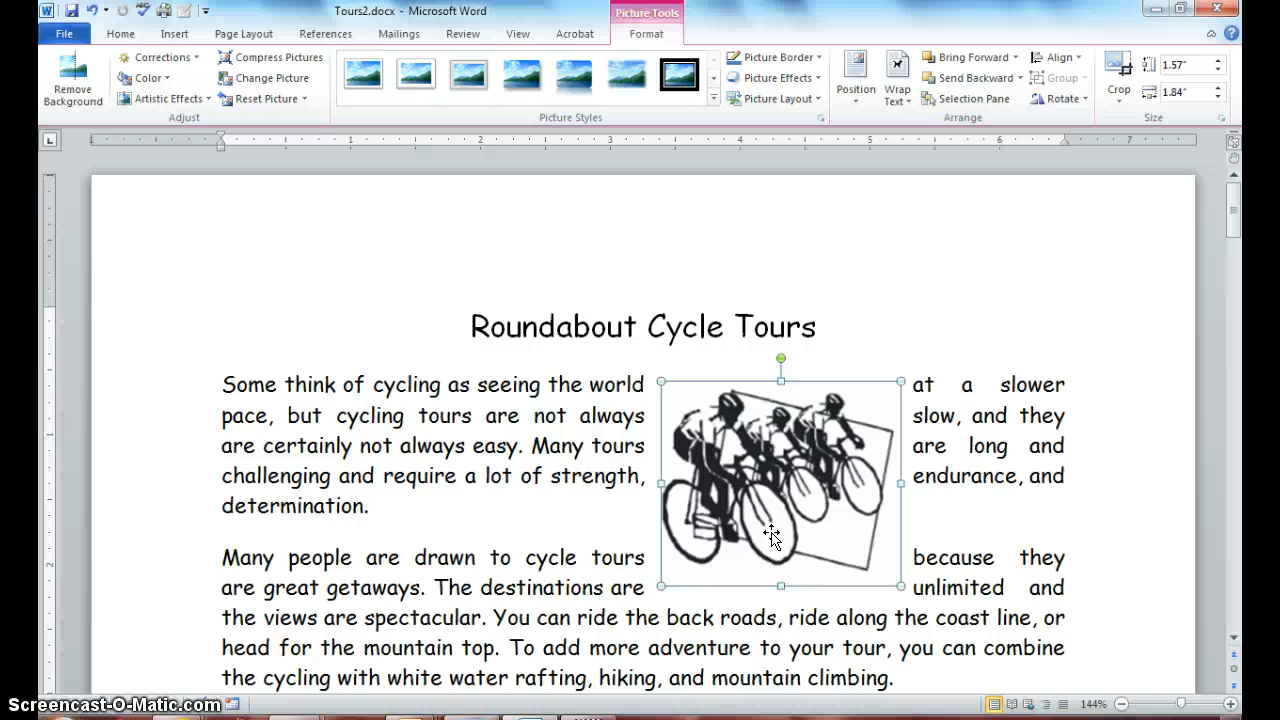 Tours2.docx - Microsoft Word
Picture Tools
File Home Insert Page Layout References Mailings Review View Acrobat Format
Remove Background
Corrections
Color
Artistic Effects
Compress Pictures
Change Picture
Reset Picture
Adjust
Picture Styles
Picture Border
Picture Effects
Picture Layout
Position
Wrap Text
Bring Forward
Send Backward
Selection Pane
Align
Group
Rotate
Arrange
Crop
1.57"
1.84"
Size
1 1 2 3 4 5 6 7
Roundabout Cycle Tours
Some think of cycling as seeing the world at a slower
pace, but cycling tours are not always slow, and they
are certainly not always easy. Many tours are long and
challenging and require a lot of strength, endurance, and
determination.
Many people are drawn to cycle tours because they
are great getaways. The destinations are unlimited and
the views are spectacular. You can ride the back roads, ride along the coast line, or
head for the mountain top. To add more adventure to your tour, you can combine
the cycling with white water rafting, hiking, and mountain climbing.
144%
Screencast-O-Matic.com